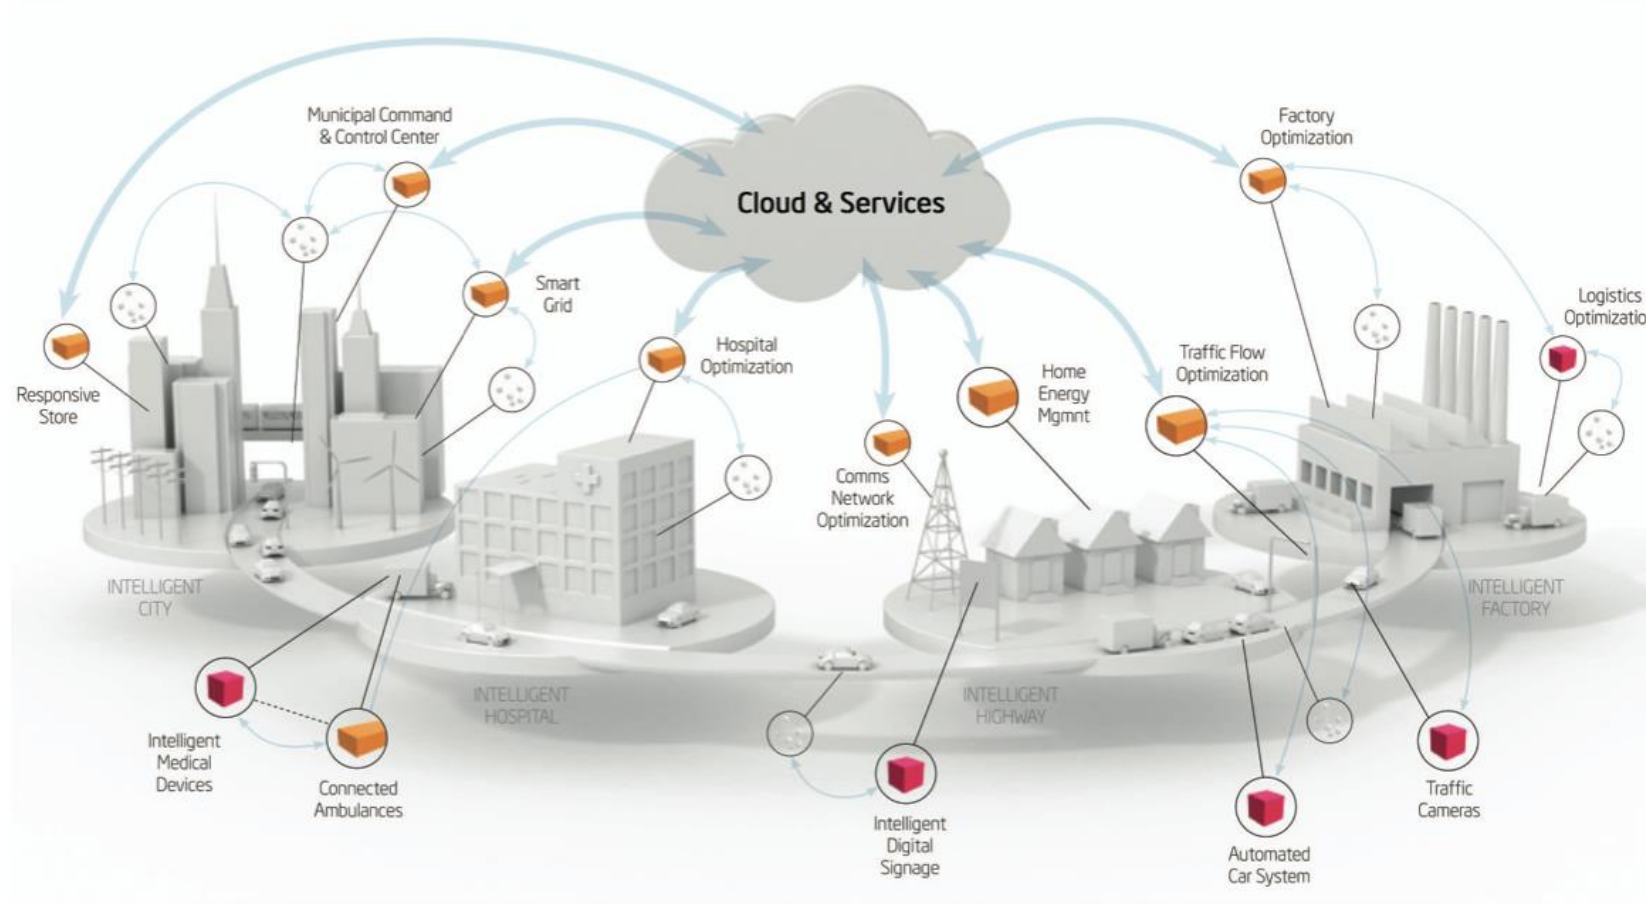 Municipal Command
& Control Center
Cloud & Services
Factory
Optimization
Smart
Grid
Logistics
Optimizatio
Responsive
Store
Hospital
Optimization
Home
Energy
Mgmnt
Traffic Flow
Optimization
Comms
Network
Optimization
INTELLIGENT
CITY
INTELLIGENT
FACTORY
INTELLIGENT
HOSPITAL
INTELLIGENT
HIGHWAY
Intelligent
Medical
Devices
Connected
Ambulances
Intelligent
Digital
Signage
Automated
Car System
Traffic
Cameras